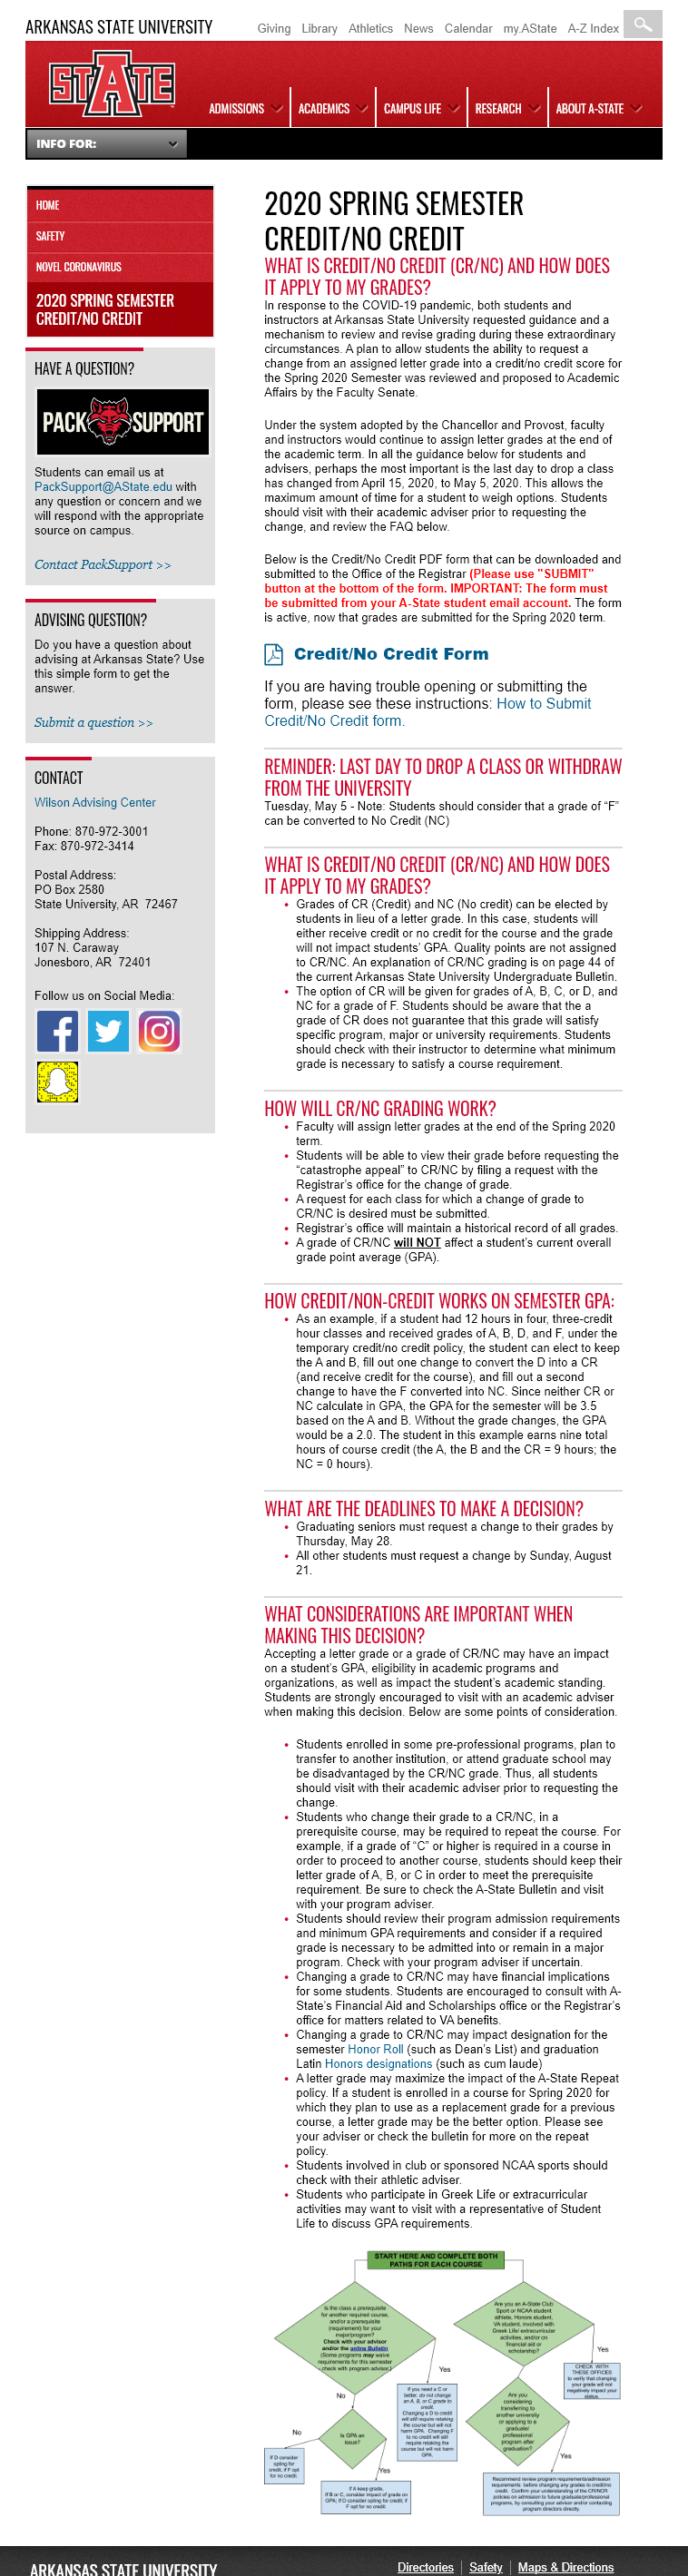 ARKANSAS STATE UNIVERSITY
Giving Library Athletics News Calendar my.AState A-Z Index
STATE
ADMISSIONS ACADEMICS CAMPUS LIFE RESEARCH ABOUT A-STATE
INFO FOR:
HOME
SAFETY
NOVEL CORONAVIRUS
2020 SPRING SEMESTER
CREDIT/NO CREDIT
HAVE A QUESTION?
PACK SUPPORT
Students can email us at
PackSupport@AState.edu with
any question or concern and we
will respond with the appropriate
source on campus.
Contact PackSupport >>
ADVISING QUESTION?
Do you have a question about
advising at Arkansas State? Use
this simple form to get the
answer.
Submit a question >>
CONTACT
Wilson Advising Center
Phone: 870-972-3001
Fax: 870-972-3414
Postal Address:
PO Box 2580
State University, AR  72467
Shipping Address:
107 N. Caraway
Jonesboro, AR  72401
Follow us on Social Media:
2020 SPRING SEMESTER
CREDIT/NO CREDIT
WHAT IS CREDIT/NO CREDIT (CR/NC) AND HOW DOES
IT APPLY TO MY GRADES?
In response to the COVID-19 pandemic, both students and
instructors at Arkansas State University requested guidance and a
mechanism to review and revise grading during these extraordinary
circumstances. A plan to allow students the ability to request a
change from an assigned letter grade into a credit/no credit score for
the Spring 2020 Semester was reviewed and proposed to Academic
Affairs by the Faculty Senate.
Under the system adopted by the Chancellor and Provost, faculty
and instructors would continue to assign letter grades at the end of
the academic term. In all the guidance below for students and
advisers, perhaps the most important is the last day to drop a class
has changed from April 15, 2020, to May 5, 2020. This allows the
maximum amount of time for a student to weigh options. Students
should visit with their academic adviser prior to requesting the
change, and review the FAQ below.
Below is the Credit/No Credit PDF form that can be downloaded and
submitted to the Office of the Registrar (Please use "SUBMIT"
button at the bottom of the form. IMPORTANT: The form must
be submitted from your A-State student email account. The form
is active, now that grades are submitted for the Spring 2020 term.
Credit/No Credit Form
If you are having trouble opening or submitting the
form, please see these instructions: How to Submit
Credit/No Credit form.
REMINDER: LAST DAY TO DROP A CLASS OR WITHDRAW
FROM THE UNIVERSITY
Tuesday, May 5 - Note: Students should consider that a grade of “F”
can be converted to No Credit (NC)
WHAT IS CREDIT/NO CREDIT (CR/NC) AND HOW DOES
IT APPLY TO MY GRADES?
• Grades of CR (Credit) and NC (No credit) can be elected by
students in lieu of a letter grade. In this case, students will
either receive credit or no credit for the course and the grade
will not impact students’ GPA. Quality points are not assigned
to CR/NC. An explanation of CR/NC grading is on page 44 of
the current Arkansas State University Undergraduate Bulletin.
• The option of CR will be given for grades of A, B, C, or D, and
NC for a grade of F. Students should be aware that the a
grade of CR does not guarantee that this grade will satisfy
specific program, major or university requirements. Students
should check with their instructor to determine what minimum
grade is necessary to satisfy a course requirement.
HOW WILL CR/NC GRADING WORK?
• Faculty will assign letter grades at the end of the Spring 2020
term.
• Students will be able to view their grade before requesting the
“catastrophe appeal” to CR/NC by filing a request with the
Registrar’s office for the change of grade.
• A request for each class for which a change of grade to
CR/NC is desired must be submitted.
• Registrar’s office will maintain a historical record of all grades.
• A grade of CR/NC will NOT affect a student’s current overall
grade point average (GPA).
HOW CREDIT/NON-CREDIT WORKS ON SEMESTER GPA:
• As an example, if a student had 12 hours in four, three-credit
hour classes and received grades of A, B, D, and F, under the
temporary credit/no credit policy, the student can elect to keep
the A and B, fill out one change to convert the D into a CR
(and receive credit for the course), and fill out a second
change to have the F converted into NC. Since neither CR or
NC calculate in GPA, the GPA for the semester will be 3.5
based on the A and B. Without the grade changes, the GPA
would be a 2.0. The student in this example earns nine total
hours of course credit (the A, the B and the CR = 9 hours; the
NC = 0 hours).
WHAT ARE THE DEADLINES TO MAKE A DECISION?
• Graduating seniors must request a change to their grades by
Thursday, May 28.
• All other students must request a change by Sunday, August
21.
WHAT CONSIDERATIONS ARE IMPORTANT WHEN
MAKING THIS DECISION?
Accepting a letter grade or a grade of CR/NC may have an impact
on a student’s GPA, eligibility in academic programs and
organizations, as well as impact the student’s academic standing.
Students are strongly encouraged to visit with an academic adviser
when making this decision. Below are some points of consideration.
• Students enrolled in some pre-professional programs, plan to
transfer to another institution, or attend graduate school may
be disadvantaged by the CR/NC grade. Thus, all students
should visit with their academic adviser prior to requesting the
change.
• Students who change their grade to a CR/NC, in a
prerequisite course, may be required to repeat the course. For
example, if a grade of “C” or higher is required in a course in
order to proceed to another course, students should keep their
letter grade of A, B, or C in order to meet the prerequisite
requirement. Be sure to check the A-State Bulletin and visit
with your program adviser.
• Students should review their program admission requirements
and minimum GPA requirements and consider if a required
grade is necessary to be admitted into or remain in a major
program. Check with your program adviser if uncertain.
• Changing a grade to CR/NC may have financial implications
for some students. Students are encouraged to consult with A-
State’s Financial Aid and Scholarships office or the Registrar’s
office for matters related to VA benefits.
• Changing a grade to CR/NC may impact designation for the
semester Honor Roll (such as Dean’s List) and graduation
Latin Honors designations (such as cum laude)
• A letter grade may maximize the impact of the A-State Repeat
policy. If a student is enrolled in a course for Spring 2020 for
which they plan to use as a replacement grade for a previous
course, a letter grade may be the better option. Please see
your adviser or check the bulletin for more on the repeat
policy.
• Students involved in club or sponsored NCAA sports should
check with their athletic adviser.
• Students who participate in Greek Life or extracurricular
activities may want to visit with a representative of Student
Life to discuss GPA requirements.
START HERE AND COMPLETE BOTH
PATHS FOR EACH COURSE
Is the class a prerequisite
for another required course,
and/or a prerequisite
(requirement) for your
major/program?
Check with your advisor
and/or the online Bulletin
(Some programs may waive
requirements for this semester
- check with program advisor.)
Are you an A-State Club
Sport or NCAA student
athlete, Honors student,
VA student, involved with
Greek Life/ extracurricular
activities, and/or on
financial aid or
scholarship?
Yes
CHECK WITH
THESE OFFICES
to verify that changing
your grade will not
negatively impact your
status.
Yes
If you need a C or
better, do not change
an A, B, or C grade to
credit.
Changing a D to credit
will still require retaking
the course but will not
harm GPA. Changing F
to no credit will still
require retaking the
course but will not harm
GPA.
No
Is GPA an
issue?
No
If D consider
opting for
credit, if F opt
for no credit.
Yes
If A keep grade,
If B or C, consider impact of grade on
GPA; If D consider opting for credit; if
F opt for no credit.
Are you
considering
transferring to
another university
or applying to a
graduate/
professional
program after
graduation?
Yes
Recommend review program requirements/admission
requirements before changing any grades to credit/no
credit. Confirm your understanding of the CR/NCR
policies on admission to future graduate/professional
programs, by consulting advisor and/or contacting
program directors directly.
ARKANSAS STATE UNIVERSITY
Directories Safety Maps & Directions